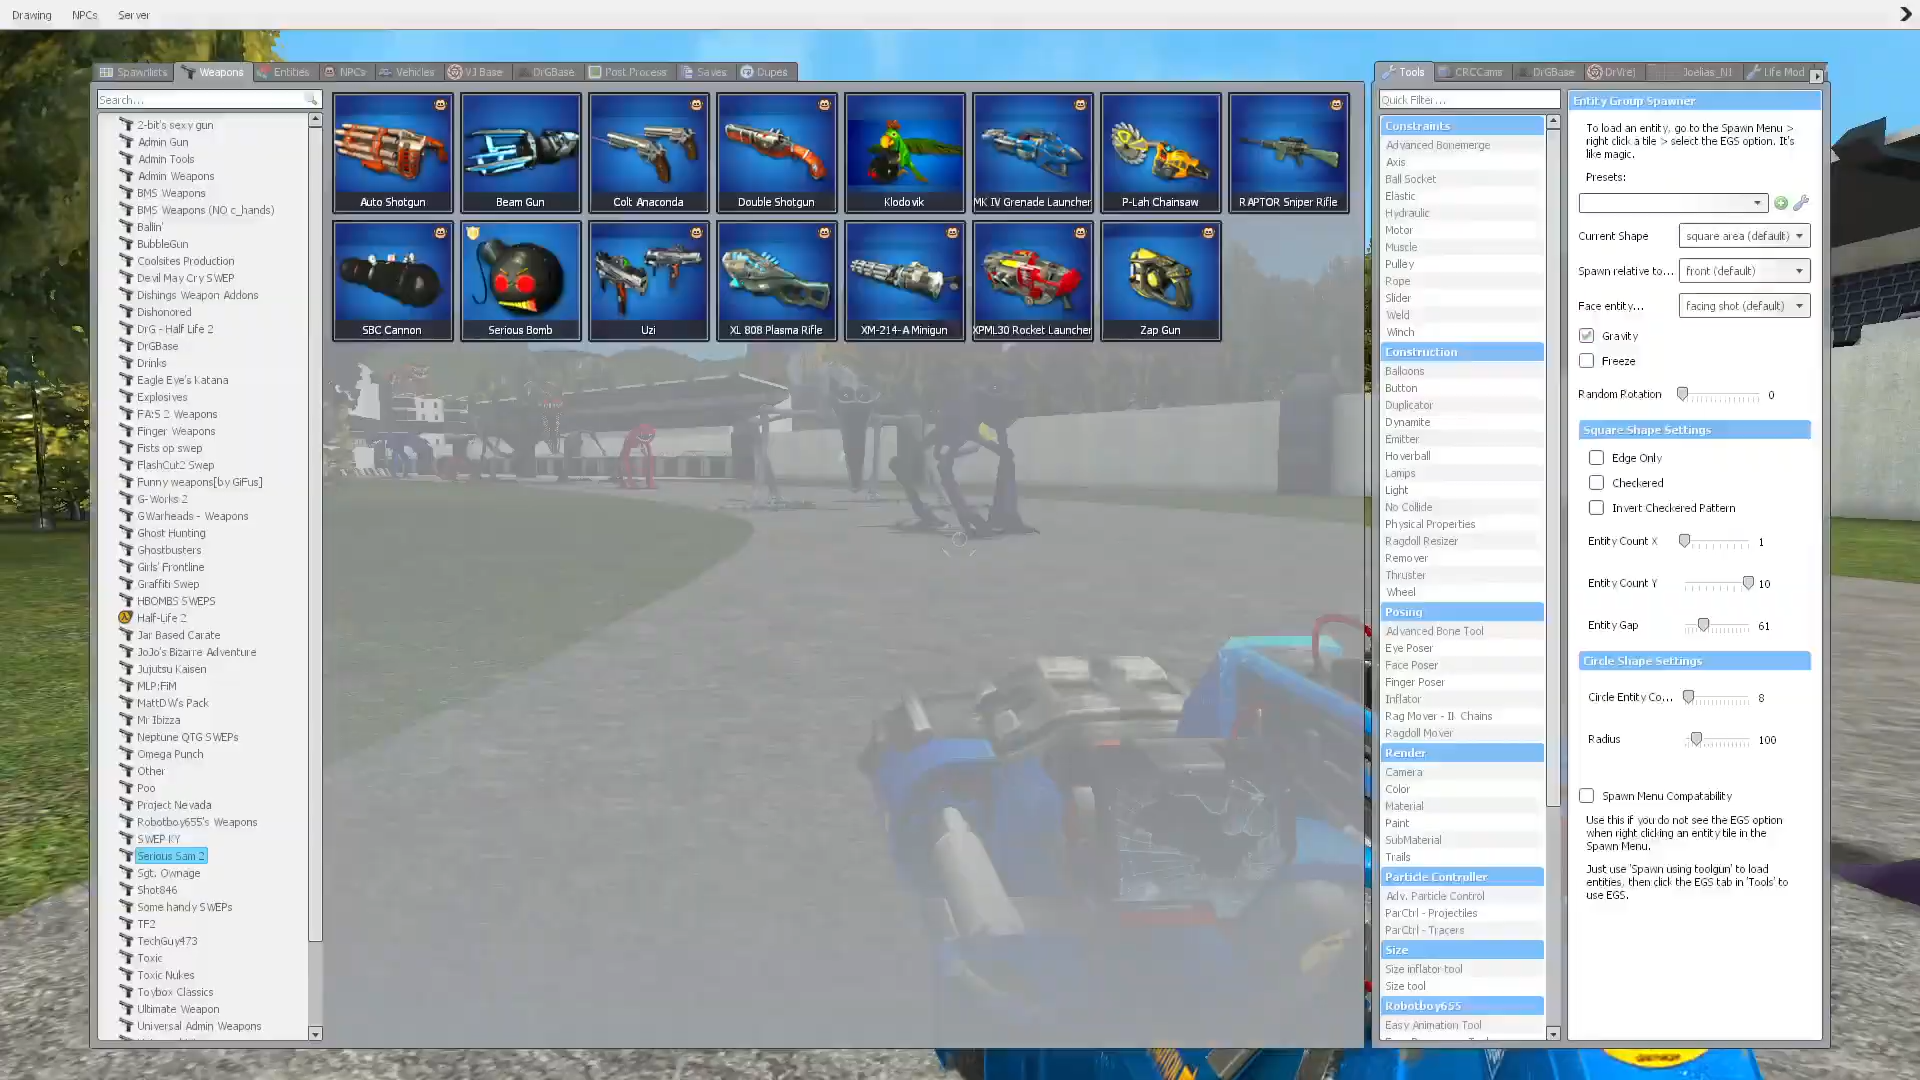 Drawing NPCs Server
Spawnlists Weapons Entities NPCs Vehicles VJ Base DrGBase Post Process Saves Dupes
Search...
2-bit's sexy gun
Admin Gun
Admin Tools
Admin Weapons
BMS Weapons
BMS Weapons (NO c_hands)
Ballin'
BubbleGun
Coolsites Production
Devil May Cry SWEP
Dishings Weapon Addons
Dishonored
DrG - Half Life 2
DrGBase
Drinks
Eagle Eye's Katana
Explosives
FA:S 2 Weapons
Finger Weapons
Fists op swep
FlashCut2 Swep
Funny weapons[by GiFus]
G-Works 2
GWarheads - Weapons
Ghost Hunting
Ghostbusters
Girls' Frontline
Graffiti Swep
HBOMBS SWEPS
Half-Life 2
Jar Based Carate
JoJo's Bizarre Adventure
Jujutsu Kaisen
MLP:FiM
MattDW's Pack
Mr Ibizza
Neptune QTG SWEPs
Omega Punch
Other
Poo
Project Nevada
Robotboy655's Weapons
SWEP KY
Serious Sam 2
Sgt. Ownage
Shot846
Some handy SWEPs
TF2
TechGuy473
Toxic
Toxic Nukes
Toybox Classics
Ultimate Weapon
Universal Admin Weapons
Auto Shotgun Beam Gun Colt Anaconda Double Shotgun Klodovik MK IV Grenade Launcher P-Lah Chainsaw RAPTOR Sniper Rifle
SBC Cannon Serious Bomb Uzi XL 808 Plasma Rifle XM-214-A Minigun XPML30 Rocket Launcher Zap Gun
Tools CRCCams DrGBase DrVrej Joelias_N1 Life Mod
Quick Filter...
Constraints
Advanced Bonemerge
Axis
Ball Socket
Elastic
Hydraulic
Motor
Muscle
Pulley
Rope
Slider
Weld
Winch
Construction
Balloons
Button
Duplicator
Dynamite
Emitter
Hoverball
Lamps
Light
No Collide
Physical Properties
Ragdoll Resizer
Remover
Thruster
Wheel
Posing
Advanced Bone Tool
Eye Poser
Face Poser
Finger Poser
Inflator
Rag Mover - IK Chains
Ragdoll Mover
Render
Camera
Color
Material
Paint
SubMaterial
Trails
Particle Controller
Adv. Particle Control
ParCtrl - Projectiles
ParCtrl - Tracers
Size
Size inflator tool
Size tool
Robotboy655
Easy Animation Tool
Entity Group Spawner
To load an entity, go to the Spawn Menu >
right click a tile > select the EGS option. It's
like magic.
Presets:
Current Shape square area (default)
Spawn relative to... front (default)
Face entity... facing shot (default)
Gravity
Freeze
Random Rotation 0
Square Shape Settings
Edge Only
Checkered
Invert Checkered Pattern
Entity Count X 1
Entity Count Y 10
Entity Gap 61
Circle Shape Settings
Circle Entity Co... 8
Radius 100
Spawn Menu Compatability
Use this if you do not see the EGS option
when right clicking an entity tile in the
Spawn Menu.
Just use 'Spawn using toolgun' to load
entities, then click the EGS tab in 'Tools' to
use EGS.